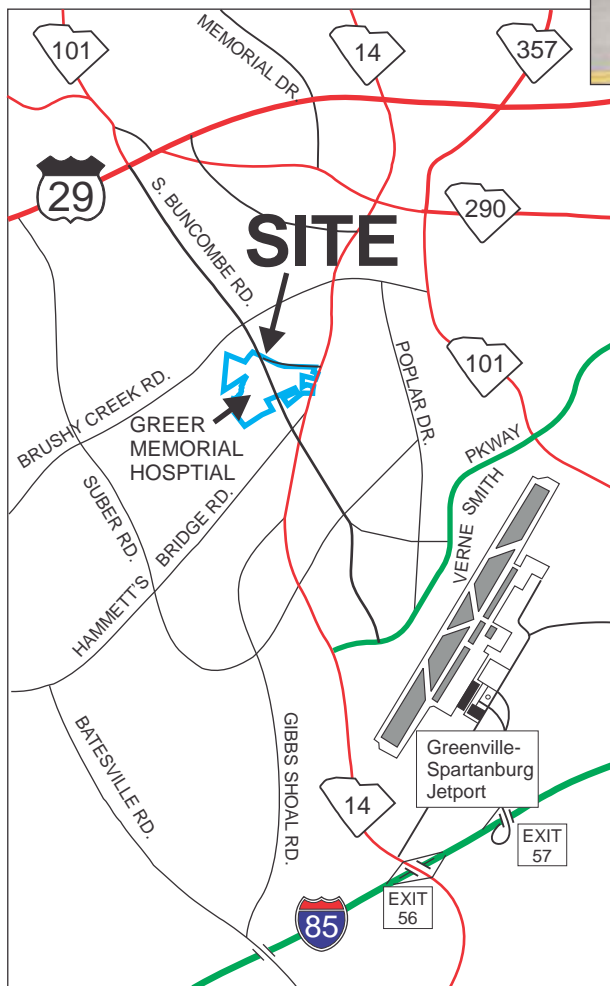 101
14
357
MEMORIAL DR.
29
S. BUNCOMBE RD.
290
SITE
101
BRUSHY CREEK RD.
GREER
MEMORIAL
HOSPTIAL
POPLAR DR.
VERNE SMITH PKWAY
SUBER RD.
HAMMETT'S BRIDGE RD.
BATESVILLE RD.
GIBBS SHOAL RD.
Greenville-
Spartanburg
Jetport
14
EXIT
57
EXIT
56
85